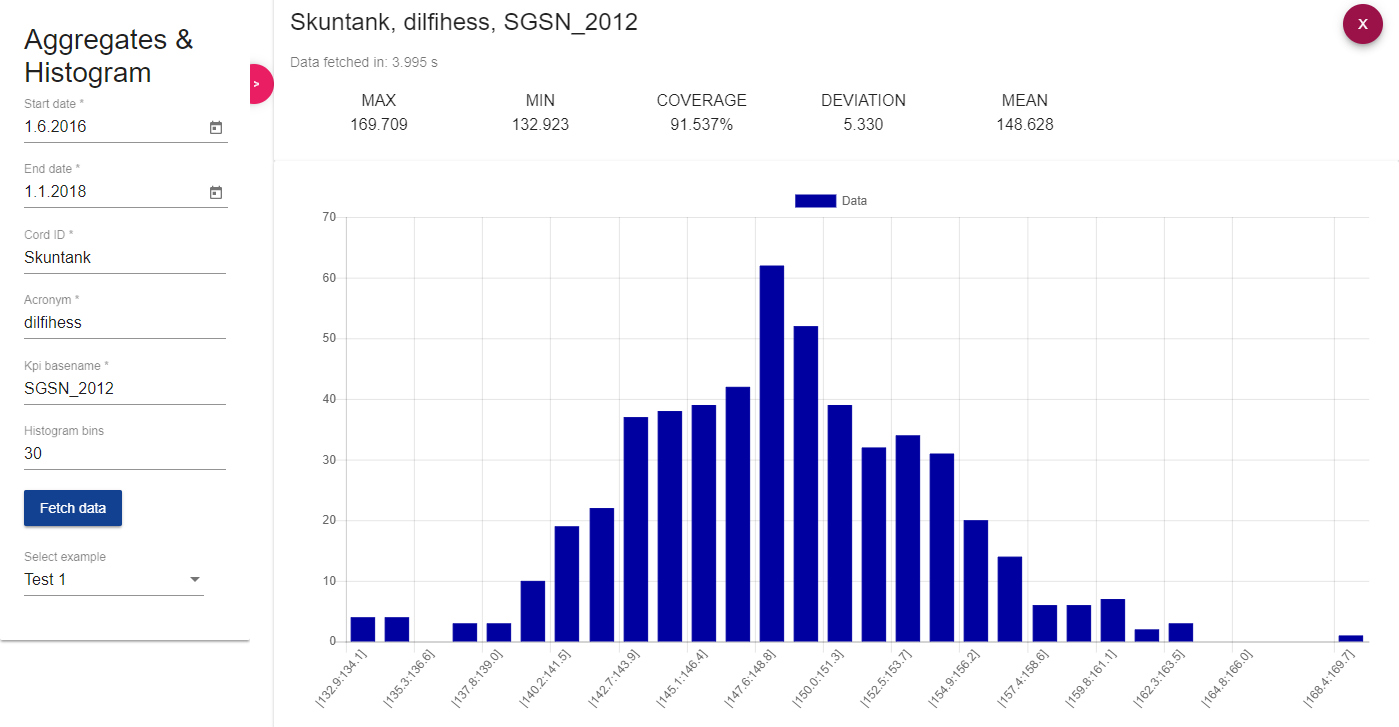 Aggregates &
Histogram
Start date *
1.6.2016
End date *
1.1.2018
Cord ID *
Skuntank
Acronym *
dilfihess
Kpi basename *
SGSN_2012
Histogram bins
30
Fetch data
Select example
Test 1
>
Skuntank, dilfihess, SGSN_2012
X
Data fetched in: 3.995 s
MAX MIN COVERAGE DEVIATION MEAN
169.709 132.923 91.537% 5.330 148.628
Data
70
60
50
40
30
20
10
0
]132.9:134.1]
]135.3:136.6]
]137.8:139.0]
]140.2:141.5]
]142.7:143.9]
]145.1:146.4]
]147.6:148.8]
]150.0:151.3]
]152.5:153.7]
]154.9:156.2]
]157.4:158.6]
]159.8:161.1]
]162.3:163.5]
]164.8:166.0]
]168.4:169.7]